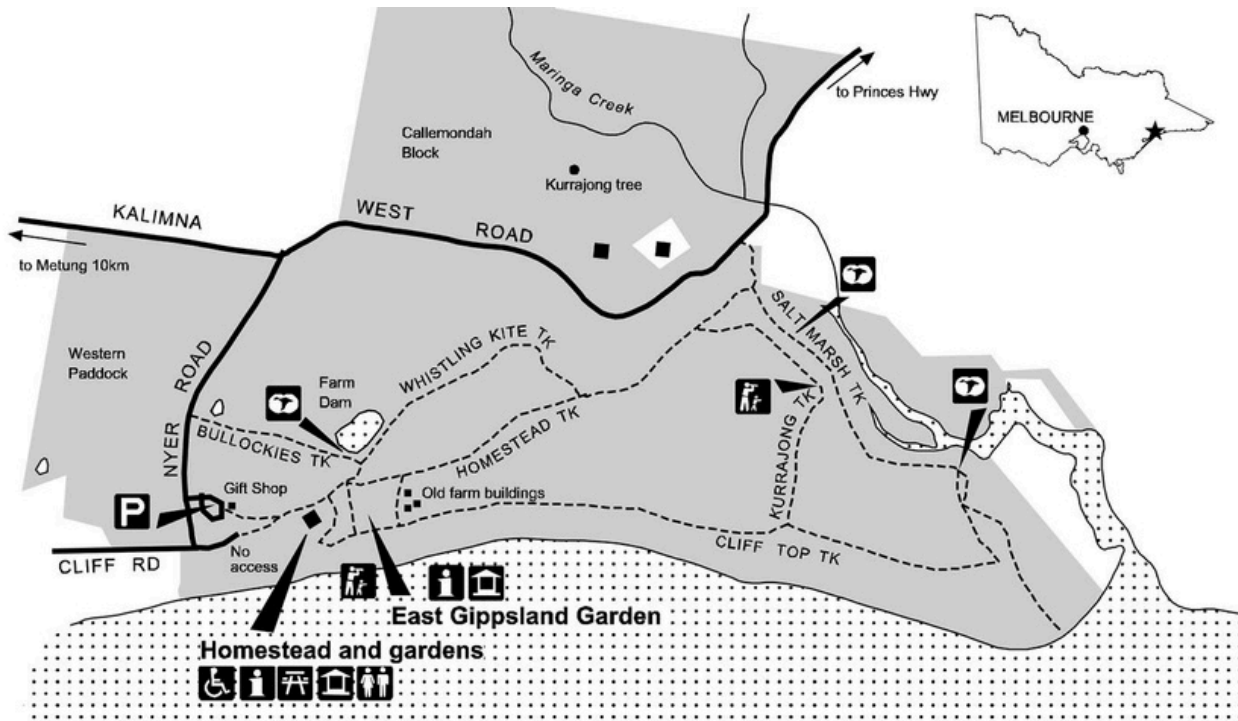 Maringa Creek
to Princes Hwy
MELBOURNE
Callemondah
Block
Kurrajong tree
KALIMNA
WEST
ROAD
to Metung 10km
Western
Paddock
NYER
ROAD
WHISTLING KITE TK
SALT MARSH TK
Farm
Dam
BULLOCKIES TK
HOMESTEAD TK
KURRAJONG TK
Gift Shop
Old farm buildings
P
No
access
CLIFF TOP TK
CLIFF RD
East Gippsland Garden
Homestead and gardens